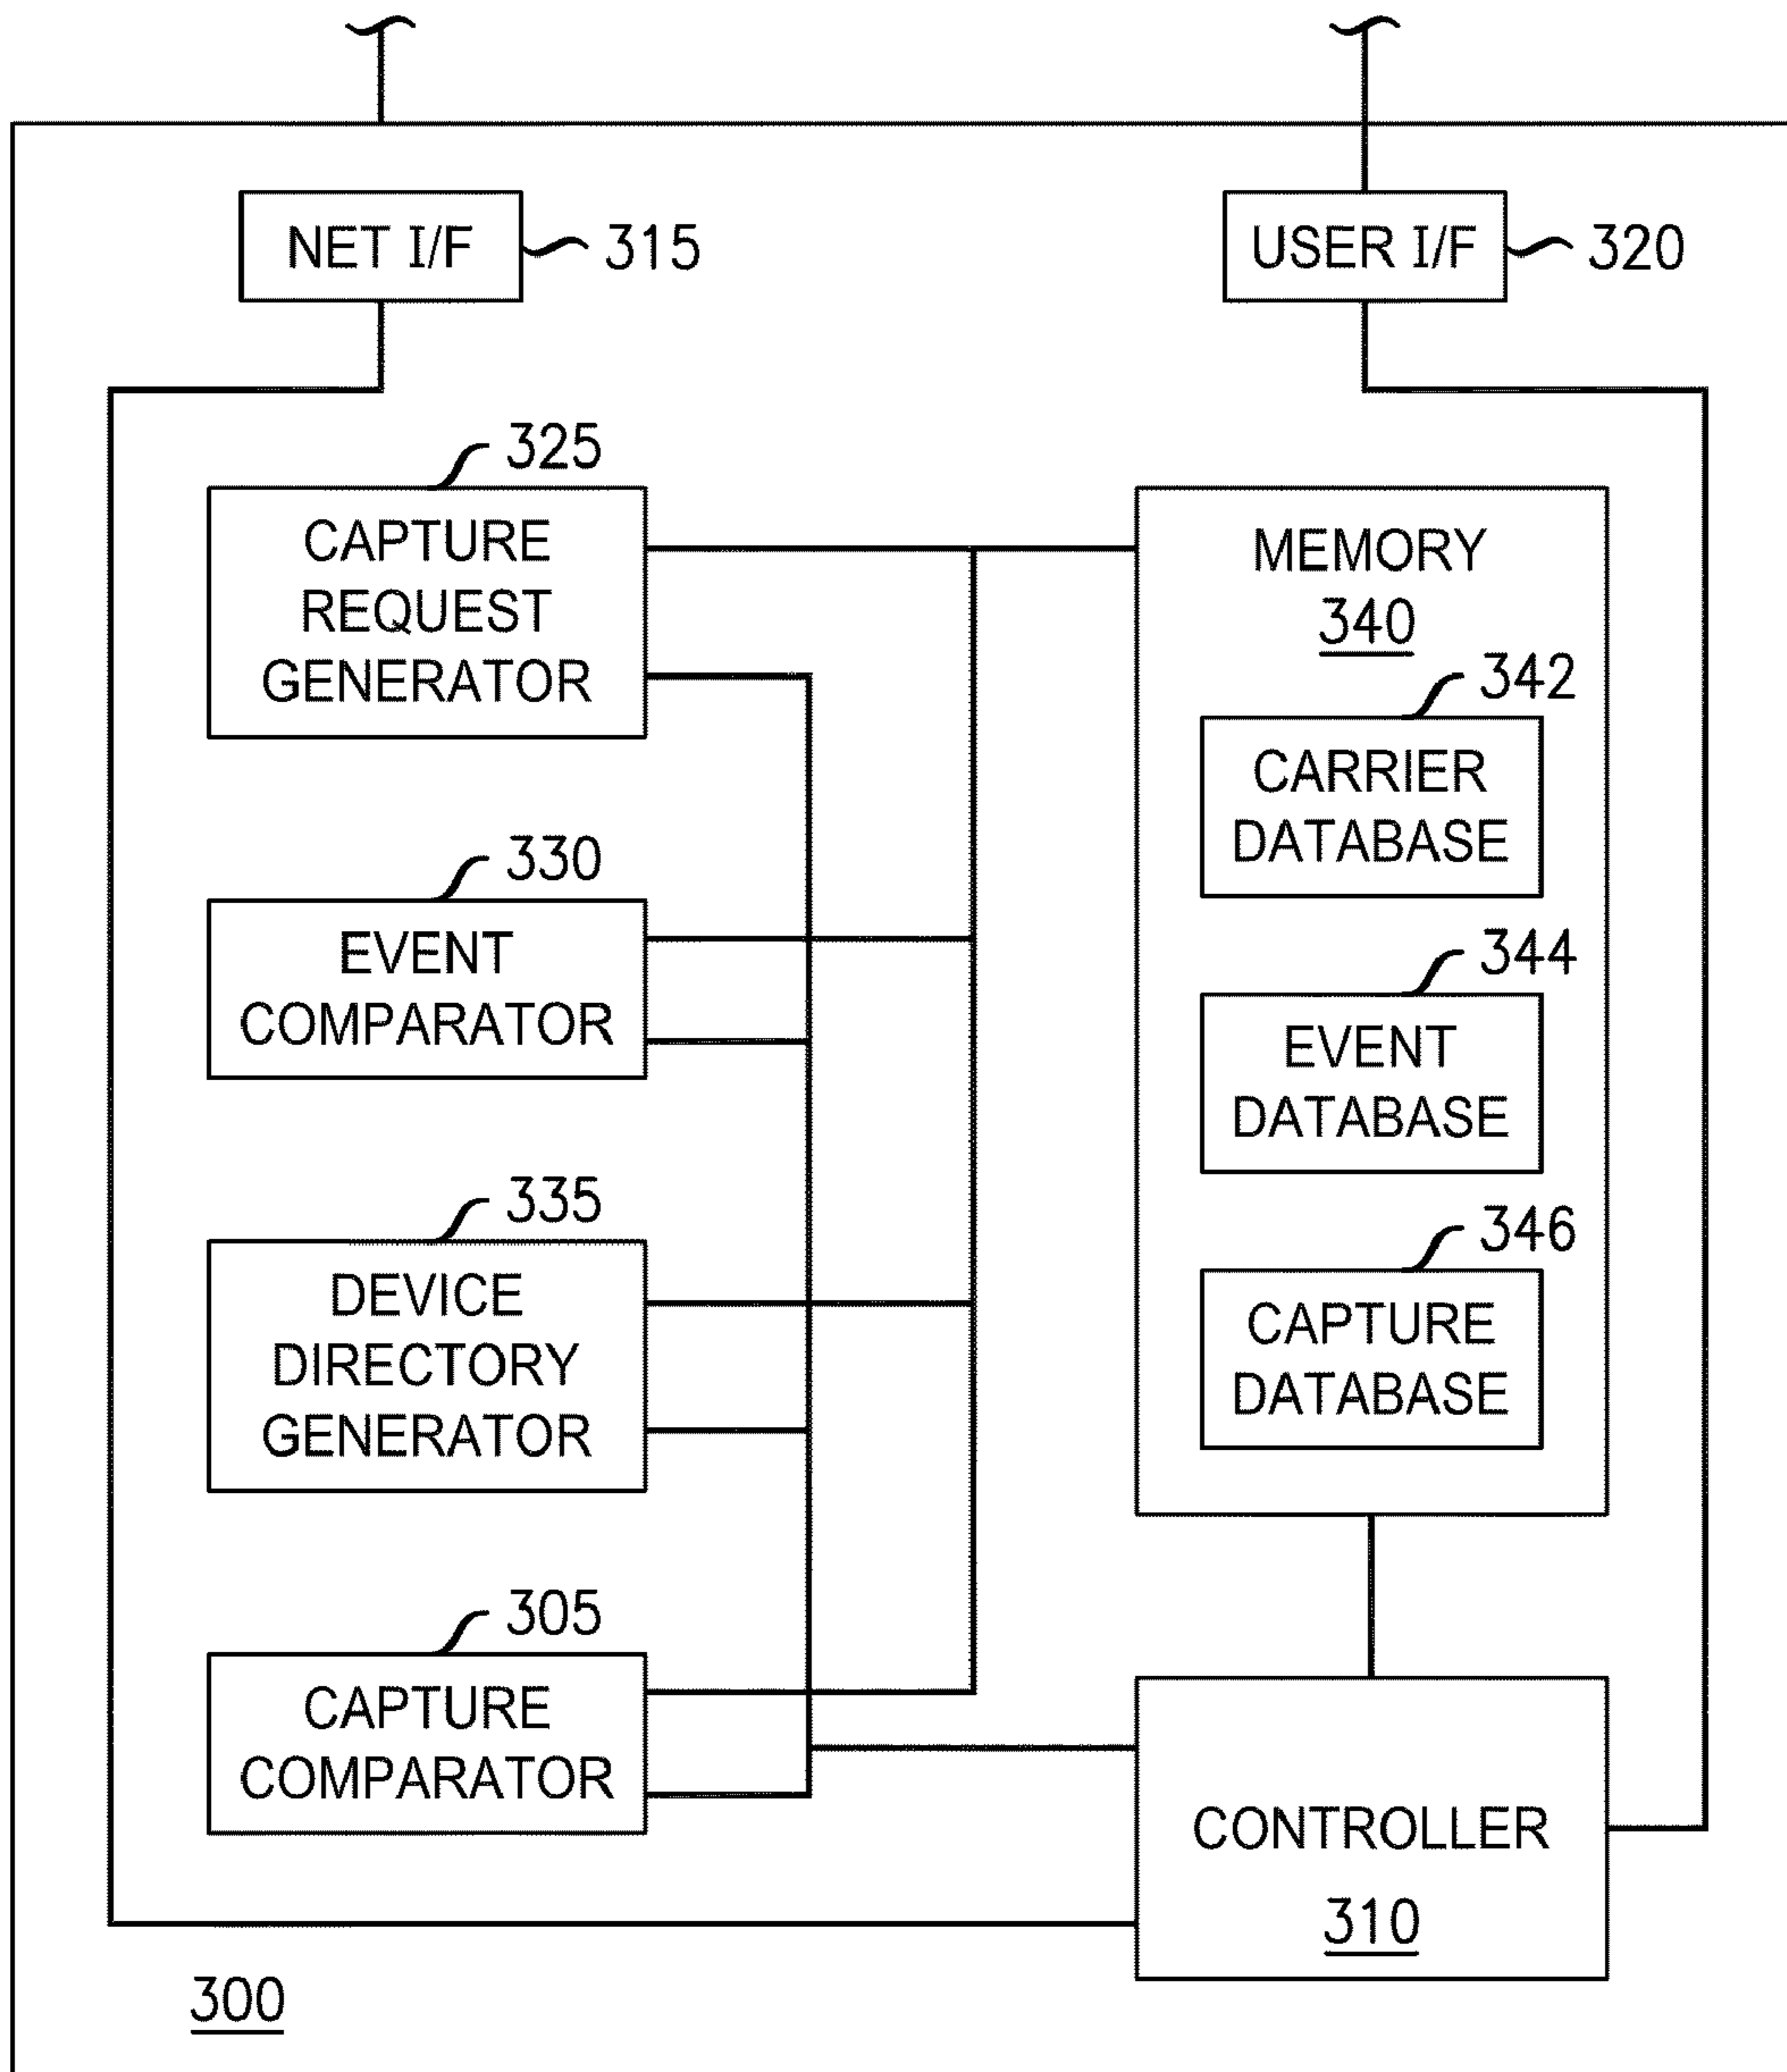 NET I/F
315
USER I/F
320
325
CAPTURE
REQUEST
GENERATOR
330
EVENT
COMPARATOR
335
DEVICE
DIRECTORY
GENERATOR
305
CAPTURE
COMPARATOR
MEMORY
340
342
CARRIER
DATABASE
344
EVENT
DATABASE
346
CAPTURE
DATABASE
CONTROLLER
310
300